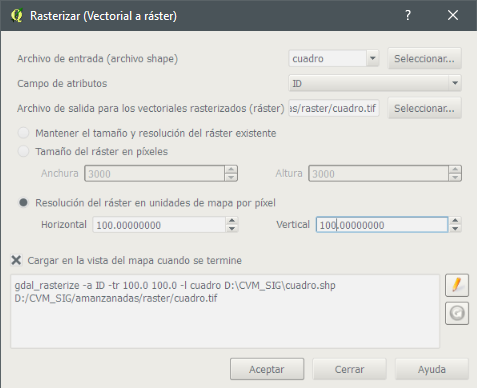 Rasterizar (Vectorial a ráster)
Archivo de entrada (archivo shape) cuadro Seleccionar...
Campo de atributos ID
Archivo de salida para los vectoriales rasterizados (ráster) as/raster/cuadro.tif Seleccionar...
Mantener el tamaño y resolución del ráster existente
Tamaño del ráster en píxeles
Anchura 3000 Altura 3000
Resolución del ráster en unidades de mapa por píxel
Horizontal 100.00000000 Vertical 100.00000000
Cargar en la vista del mapa cuando se termine
gdal_rasterize -a ID -tr 100.0 100.0 -l cuadro D:\CVM_SIG\cuadro.shp
D:/CVM_SIG/amanzanadas/raster/cuadro.tif
Aceptar Cerrar Ayuda